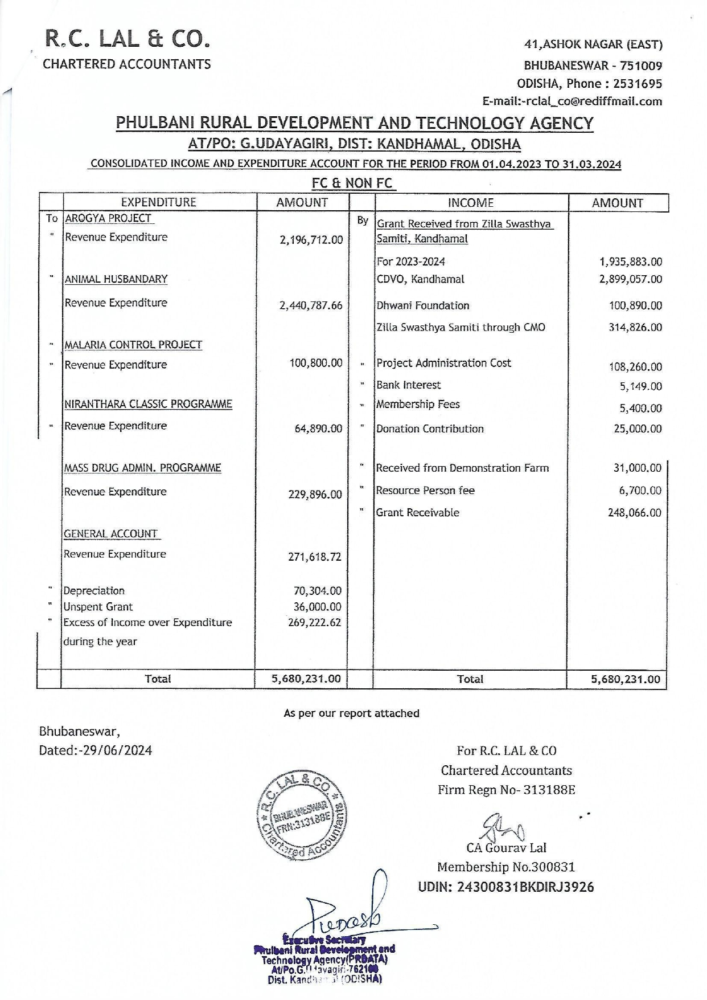 R.C. LAL & CO.
CHARTERED ACCOUNTANTS
41,ASHOK NAGAR (EAST)
BHUBANESWAR - 751009
ODISHA, Phone : 2531695
E-mail:-rclal_co@rediffmail.com
PHULBANI RURAL DEVELOPMENT AND TECHNOLOGY AGENCY
AT/PO: G.UDAYAGIRI, DIST: KANDHAMAL, ODISHA
CONSOLIDATED INCOME AND EXPENDITURE ACCOUNT FOR THE PERIOD FROM 01.04.2023 TO 31.03.2024
FC & NON FC
EXPENDITURE AMOUNT INCOME AMOUNT
To AROGYA PROJECT By Grant Received from Zilla Swasthya
" Revenue Expenditure 2,196,712.00 Samiti, Kandhamal
For 2023-2024 1,935,883.00
" ANIMAL HUSBANDARY CDVO, Kandhamal 2,899,057.00
Revenue Expenditure 2,440,787.66 Dhwani Foundation 100,890.00
Zilla Swasthya Samiti through CMO 314,826.00
" MALARIA CONTROL PROJECT
" Revenue Expenditure 100,800.00 " Project Administration Cost 108,260.00
" Bank Interest 5,149.00
NIRANTHARA CLASSIC PROGRAMME " Membership Fees 5,400.00
" Revenue Expenditure 64,890.00 " Donation Contribution 25,000.00
MASS DRUG ADMIN. PROGRAMME " Received from Demonstration Farm 31,000.00
Revenue Expenditure 229,896.00 " Resource Person fee 6,700.00
" Grant Receivable 248,066.00
GENERAL ACCOUNT
Revenue Expenditure 271,618.72
" Depreciation 70,304.00
" Unspent Grant 36,000.00
" Excess of Income over Expenditure 269,222.62
during the year
Total 5,680,231.00 Total 5,680,231.00
As per our report attached
Bhubaneswar,
Dated:-29/06/2024
For R.C. LAL & CO
Chartered Accountants
Firm Regn No- 313188E
R.C. LAL & CO.
BHUBANESWAR
FRN:313188E
Chartered Accountants
CA Gourav Lal
Membership No.300831
UDIN: 24300831BKDIRJ3926
Executive Secretary
Phulbani Rural Development and
Technology Agency(PRDATA)
Dist. (ODISHA)